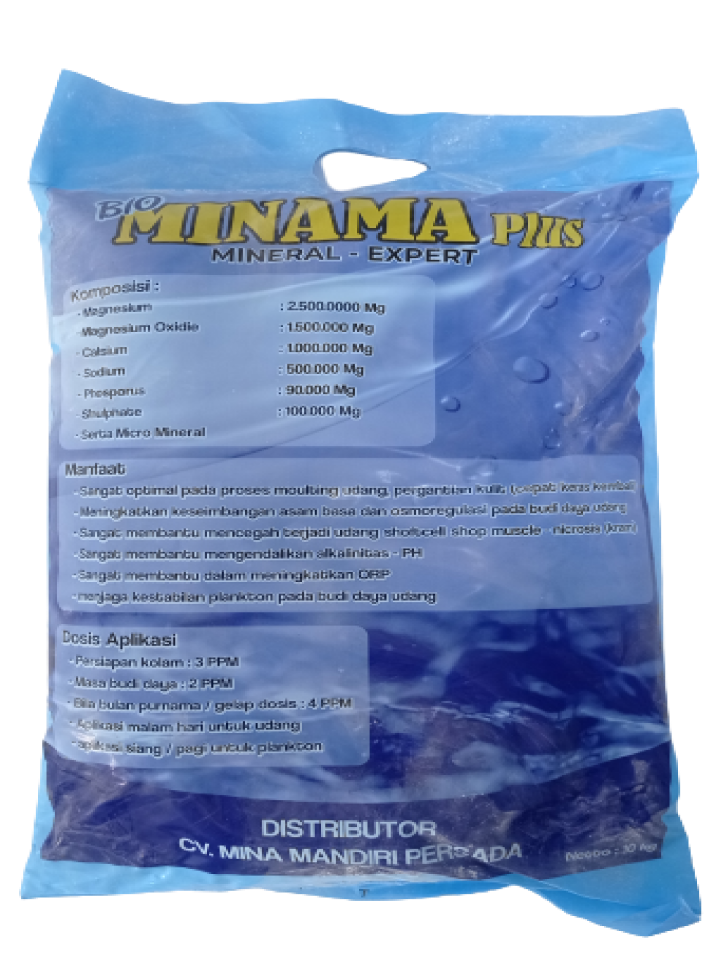 BIO MINAMA Plus
MINERAL - EXPERT
Komposisi :
- Magnesium : 2.500.0000 Mg
- Magnesium Oxidie : 1.500.000 Mg
- Calsium : 1.000.000 Mg
- Sodium : 500.000 Mg
- Phosporus : 90.000 Mg
- Shulphate : 100.000 Mg
- Serta Micro Mineral
Manfaat
- Sangat optimal pada proses moulting udang, pergantian kulit (cepat keras kembali)
- Meningkatkan keseimbangan asam basa dan osmoregulasi pada budi daya udang
- Sangat membantu mencegah terjadi udang shoftcell shop muscle nicrosis (kram)
- Sangat membantu mengendalikan alkalinitas - PH
- Sangat membantu dalam meningkatkan ORP
- menjaga kestabilan plankton pada budi daya udang
Dosis Aplikasi
- Persiapan kolam : 3 PPM
- Masa budi daya : 2 PPM
- Bila bulan purnama / gelap dosis : 4 PPM
- Aplikasi malam hari untuk udang
- aplikasi siang / pagi untuk plankton
DISTRIBUTOR
CV. MINA MANDIRI PERSADA
Netto : 10 Kg